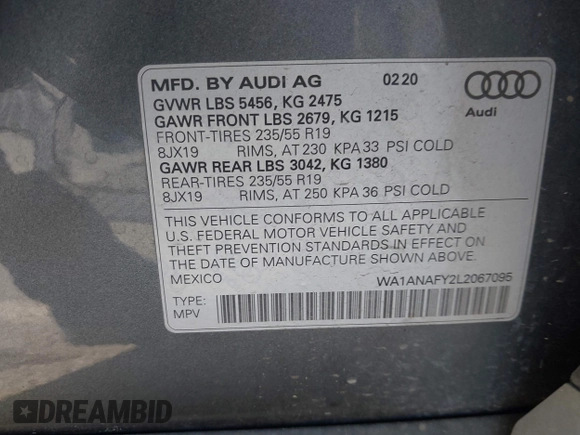 MFD. BY AUDI AG 0220
GVWR LBS 5456, KG 2475
GAWR FRONT LBS 2679, KG 1215
FRONT-TIRES 235/55 R19
8JX19 RIMS, AT 230 KPA 33 PSI COLD
GAWR REAR LBS 3042, KG 1380
REAR-TIRES 235/55 R19
8JX19 RIMS, AT 250 KPA 36 PSI COLD
Audi
THIS VEHICLE CONFORMS TO ALL APPLICABLE
U.S. FEDERAL MOTOR VEHICLE SAFETY AND
THEFT PREVENTION STANDARDS IN EFFECT ON
THE DATE OF MANUFACTURE SHOWN ABOVE.
MEXICO WA1ANAFY2L2067095
TYPE:
MPV
DREAMBID